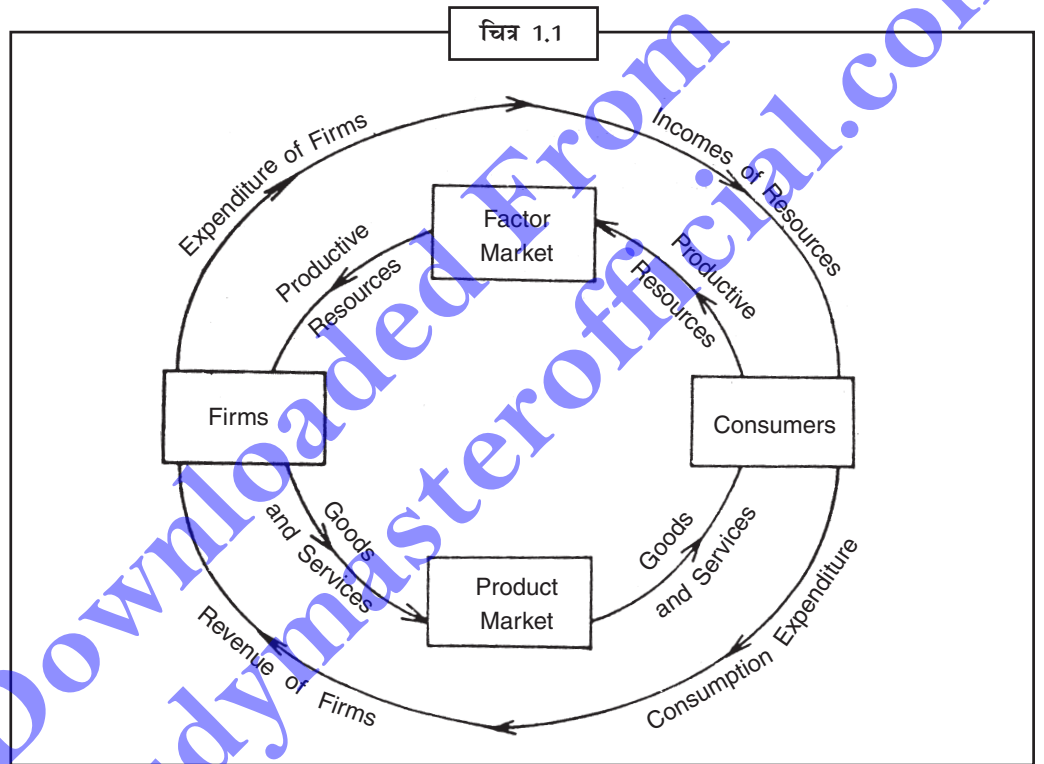 चित्र 1.1
Expenditure of Firms
Incomes of Resources
Factor
Market
Productive
Resources
Productive
Resources
Firms
Consumers
Goods
and Services
Product
Market
Goods
and Services
Revenue of Firms
Consumption Expenditure
Downloaded From
dymasterofficial.com